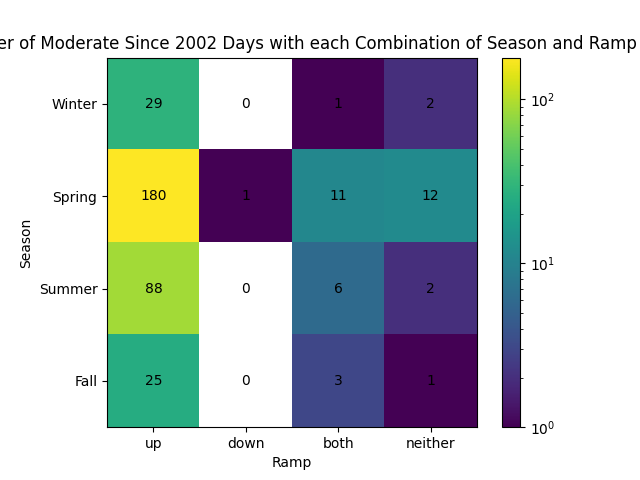 er of Moderate Since 2002 Days with each Combination of Season and Ramp
Winter 29 0 1 2
Spring 180 1 11 12
Summer 88 0 6 2
Fall 25 0 3 1
up down both neither
Ramp
Season
10²
10¹
10⁰